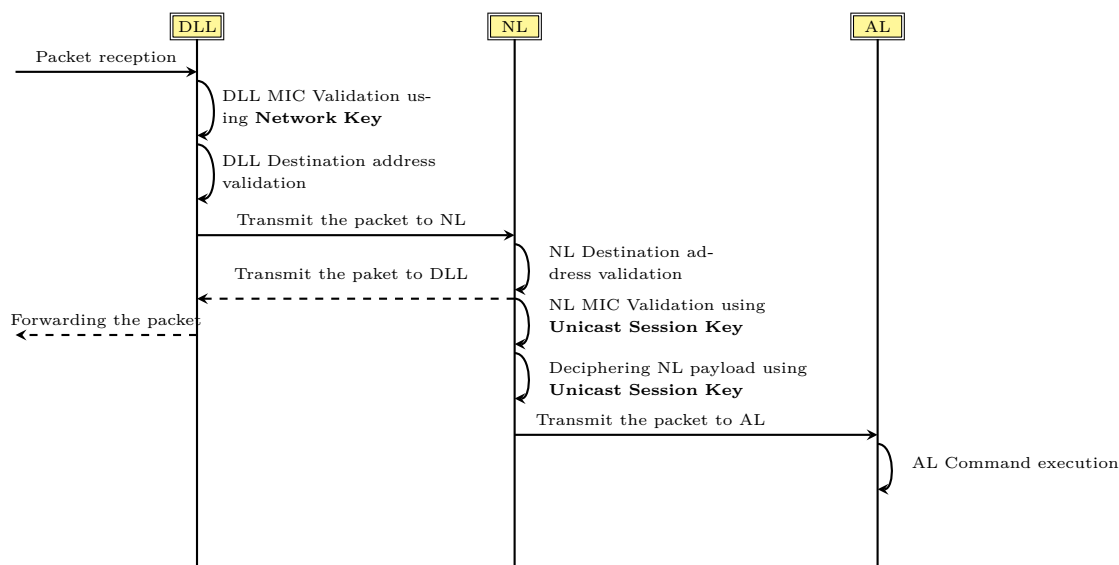 DLL
NL
AL
Packet reception
DLL MIC Validation us-
ing Network Key
DLL Destination address
validation
Transmit the packet to NL
NL Destination ad-
dress validation
Transmit the paket to DLL
NL MIC Validation using
Unicast Session Key
Forwarding the packet
Deciphering NL payload using
Unicast Session Key
Transmit the packet to AL
AL Command execution